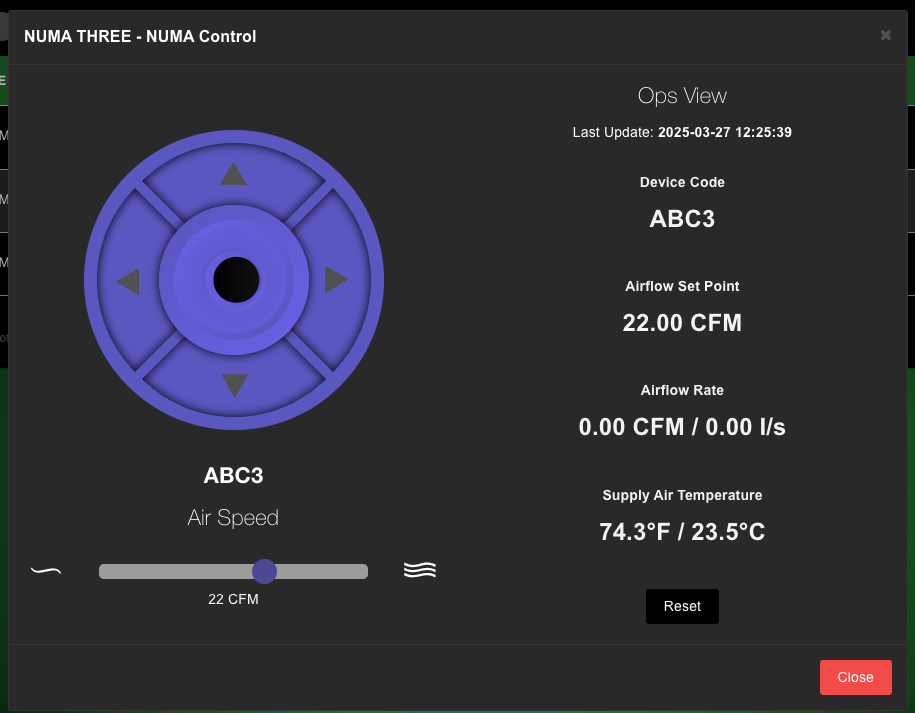 NUMA THREE - NUMA Control
Ops View
Last Update: 2025-03-27 12:25:39
Device Code
ABC3
Airflow Set Point
22.00 CFM
Airflow Rate
0.00 CFM / 0.00 l/s
Supply Air Temperature
74.3°F / 23.5°C
Reset
ABC3
Air Speed
22 CFM
Close